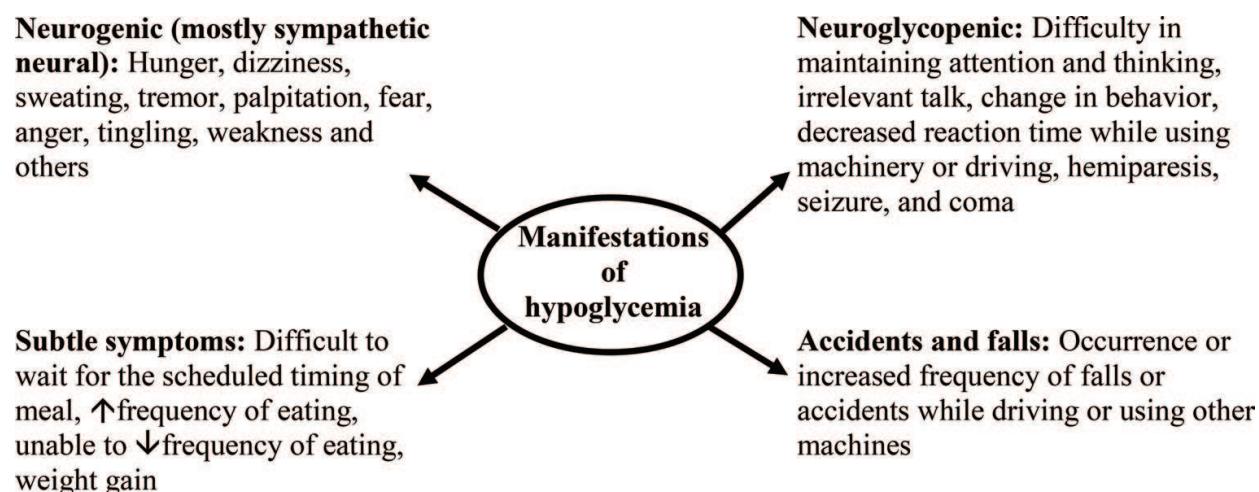 Neurogenic (mostly sympathetic
neural): Hunger, dizziness,
sweating, tremor, palpitation, fear,
anger, tingling, weakness and
others
Neuroglycopenic: Difficulty in
maintaining attention and thinking,
irrelevant talk, change in behavior,
decreased reaction time while using
machinery or driving, hemiparesis,
seizure, and coma
Manifestations
of
hypoglycemia
Subtle symptoms: Difficult to
wait for the scheduled timing of
meal, ↑frequency of eating,
unable to ↓frequency of eating,
weight gain
Accidents and falls: Occurrence or
increased frequency of falls or
accidents while driving or using other
machines